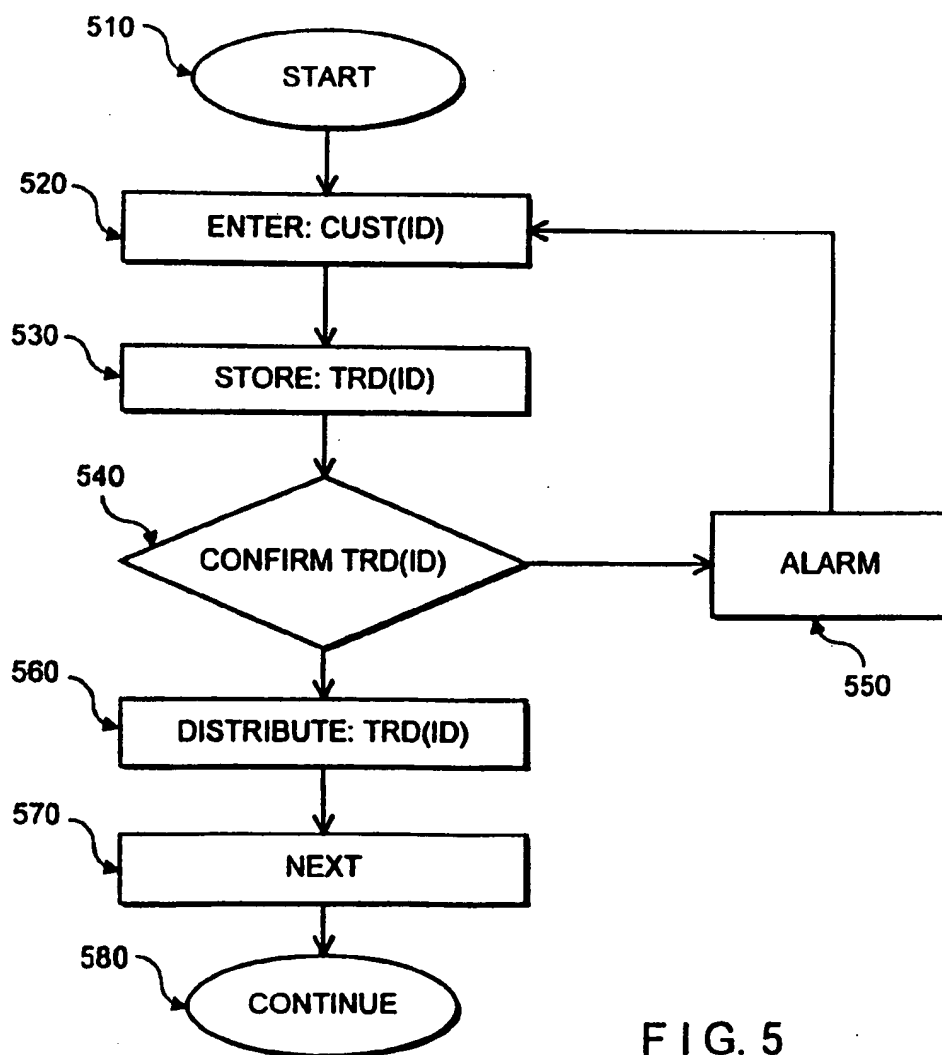 510
START
520
ENTER: CUST(ID)
530
STORE: TRD(ID)
540
CONFIRM TRD(ID)
ALARM
550
560
DISTRIBUTE: TRD(ID)
570
NEXT
580
CONTINUE
FIG. 5